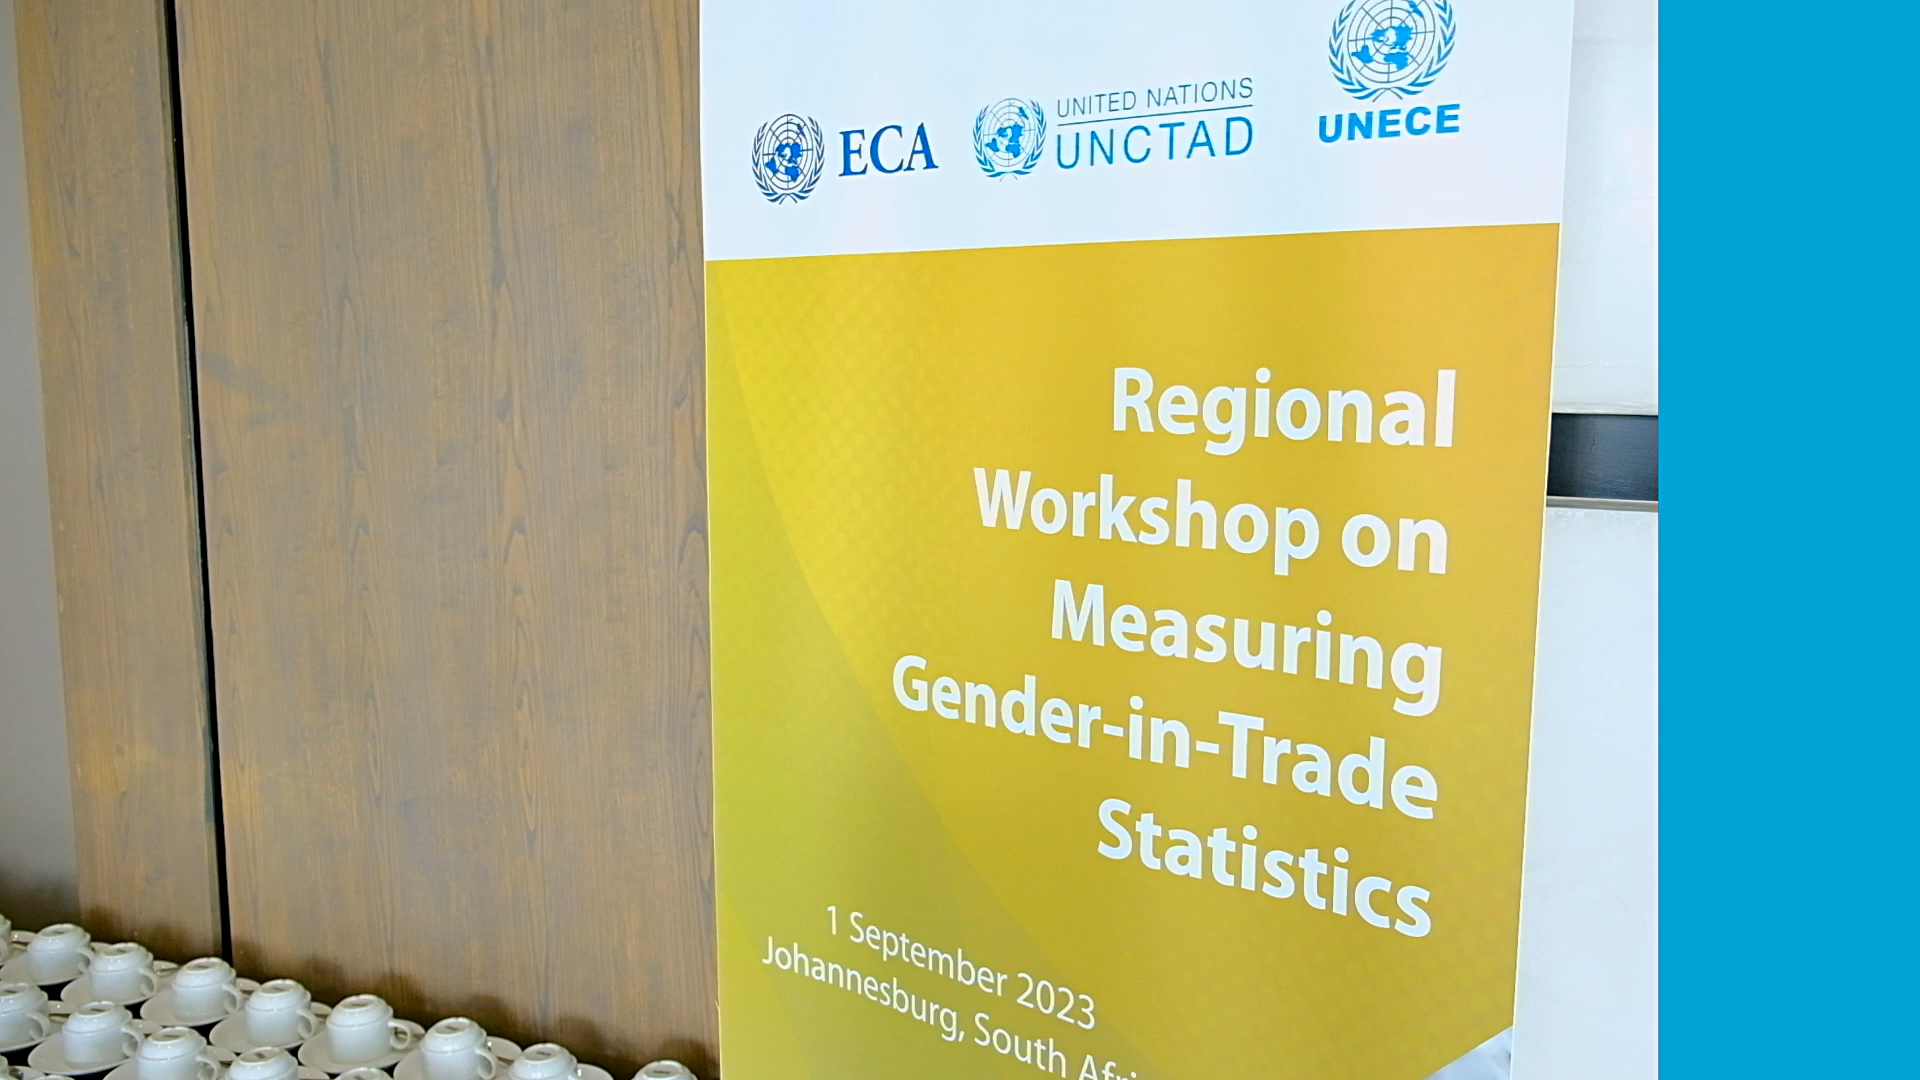 ECA
UNITED NATIONS
UNCTAD
UNECE
Regional
Workshop on
Measuring
Gender-in-Trade
Statistics
1 September 2023
Johannesburg, South